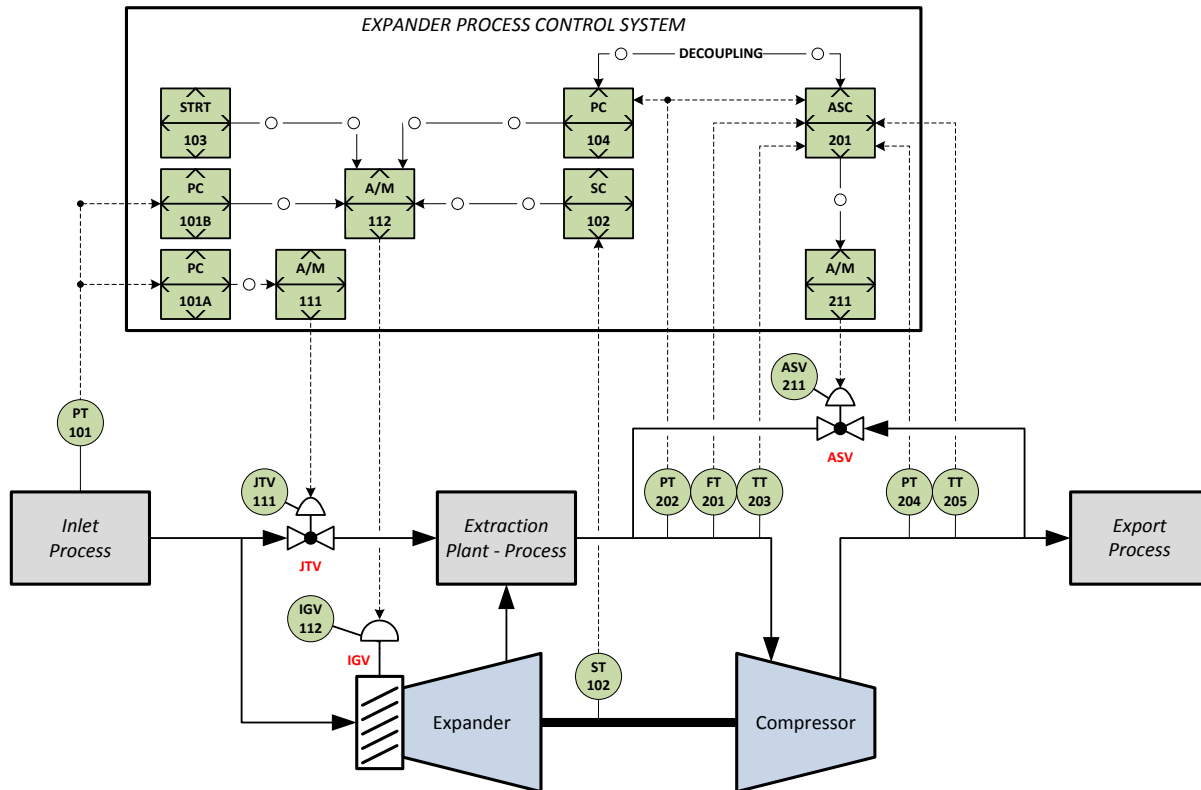 EXPANDER PROCESS CONTROL SYSTEM
DECOUPLING
STRT
103
PC
104
ASC
201
PC
101B
A/M
112
SC
102
PC
101A
A/M
111
A/M
211
ASV
211
PT
101
ASV
JTV
111
PT
202
FT
201
TT
203
PT
204
TT
205
Inlet
Process
Extraction
Plant - Process
Export
Process
JTV
IGV
112
IGV
ST
102
Expander
Compressor